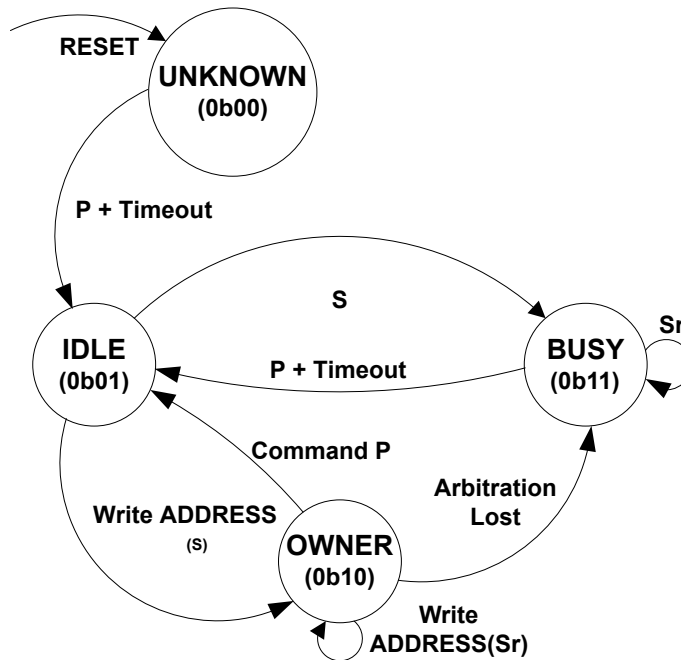 RESET
UNKNOWN
(0b00)
P + Timeout
S
IDLE
(0b01)
BUSY
(0b11)
Sr
P + Timeout
Command P
Arbitration
Lost
Write ADDRESS
(S)
OWNER
(0b10)
Write
ADDRESS(Sr)